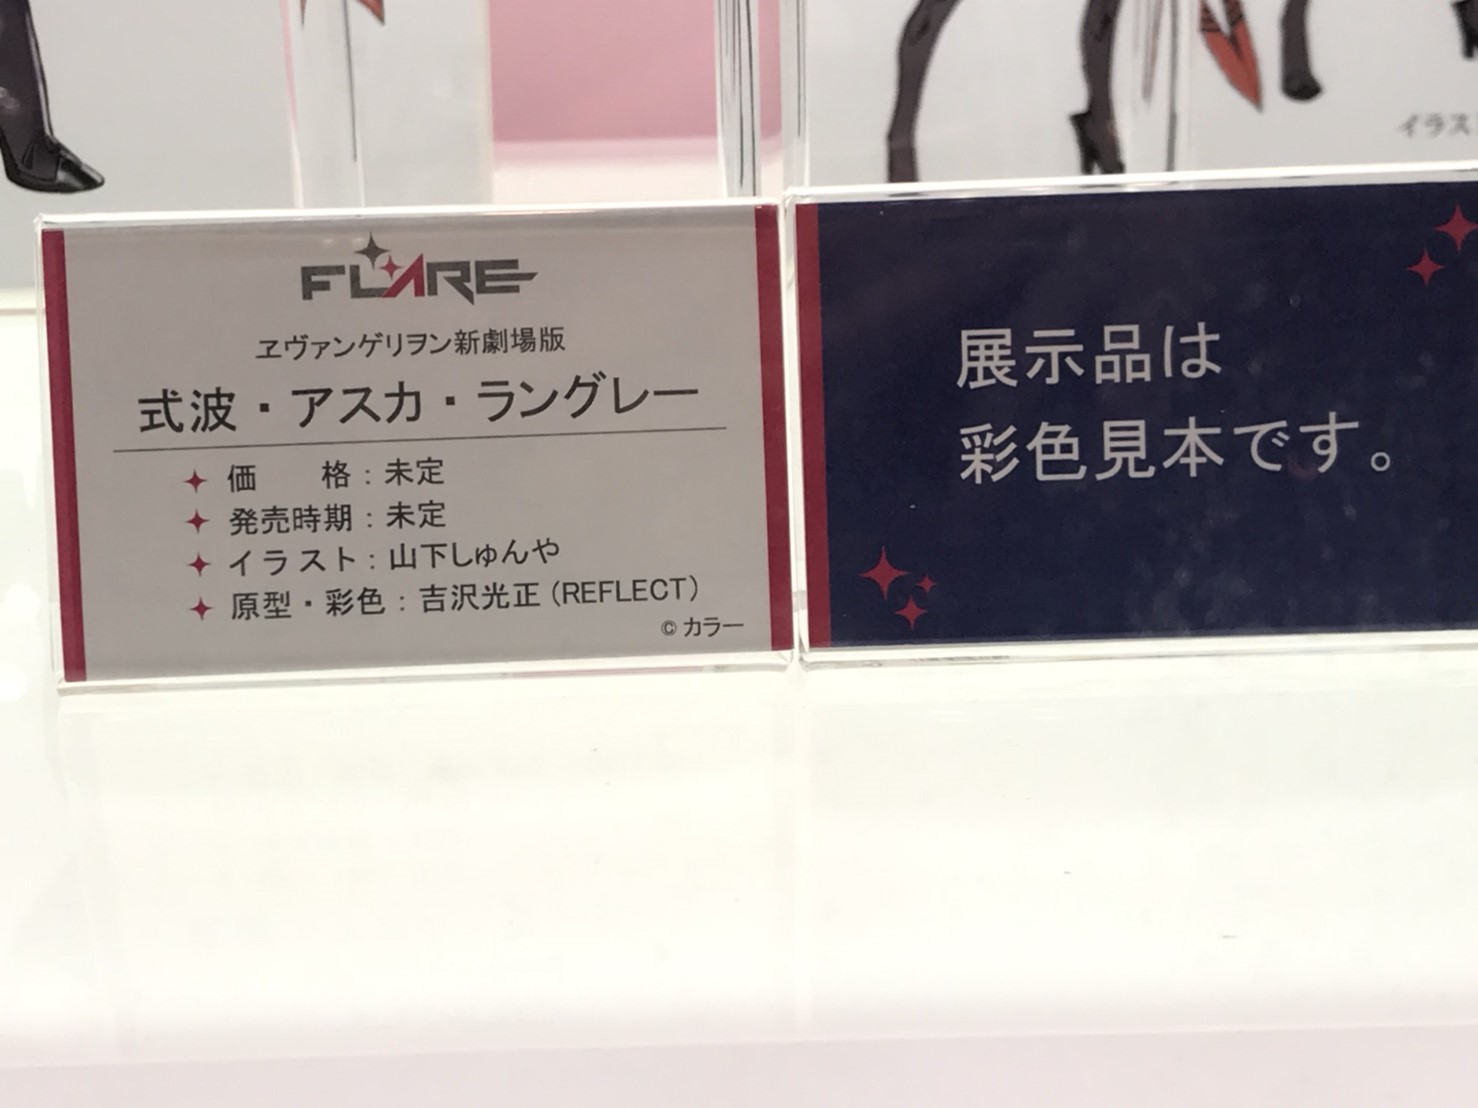 イラス
FLARE
ヱヴァンゲリヲン新劇場版
式波・アスカ・ラングレー
価　　格：未定
発売時期：未定
イラスト：山下しゅんや
原型・彩色：吉沢光正（REFLECT）
© カラー
展示品は
彩色見本です。